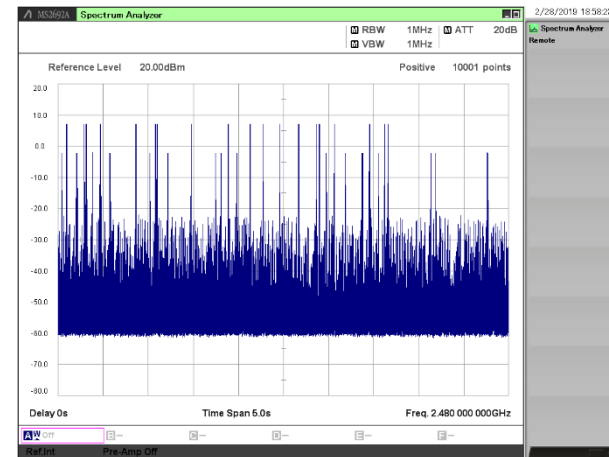 MS2692A Spectrum Analyzer
2/28/2019 18:58:22
Spectrum Analyzer
Remote
RBW 1MHz ATT 20dB
VBW 1MHz
Reference Level 20.00dBm Positive 10001 points
20.0
10.0
0.0
-10.0
-20.0
-30.0
-40.0
-50.0
-60.0
-70.0
-80.0
Delay 0s Time Span 5.0s Freq. 2.480 000 000GHz
A W Off B -- C -- D -- E -- F --
Ref.Int Pre-Amp Off